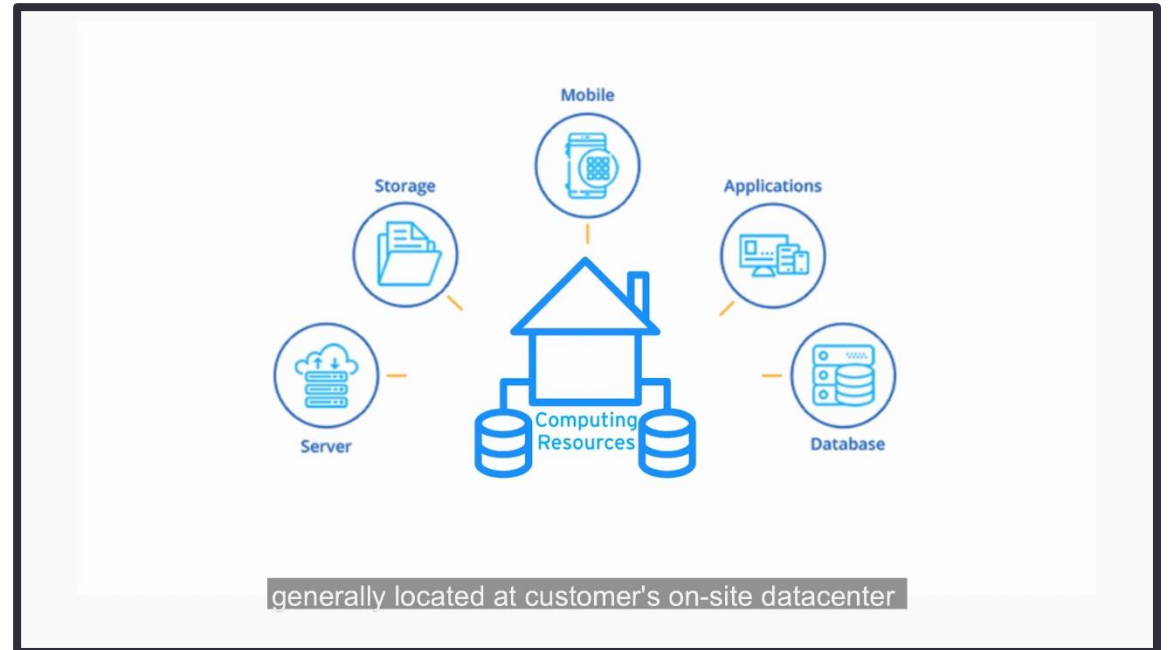 Mobile
Storage
Applications
Server
Computing
Resources
Database
generally located at customer's on-site datacenter